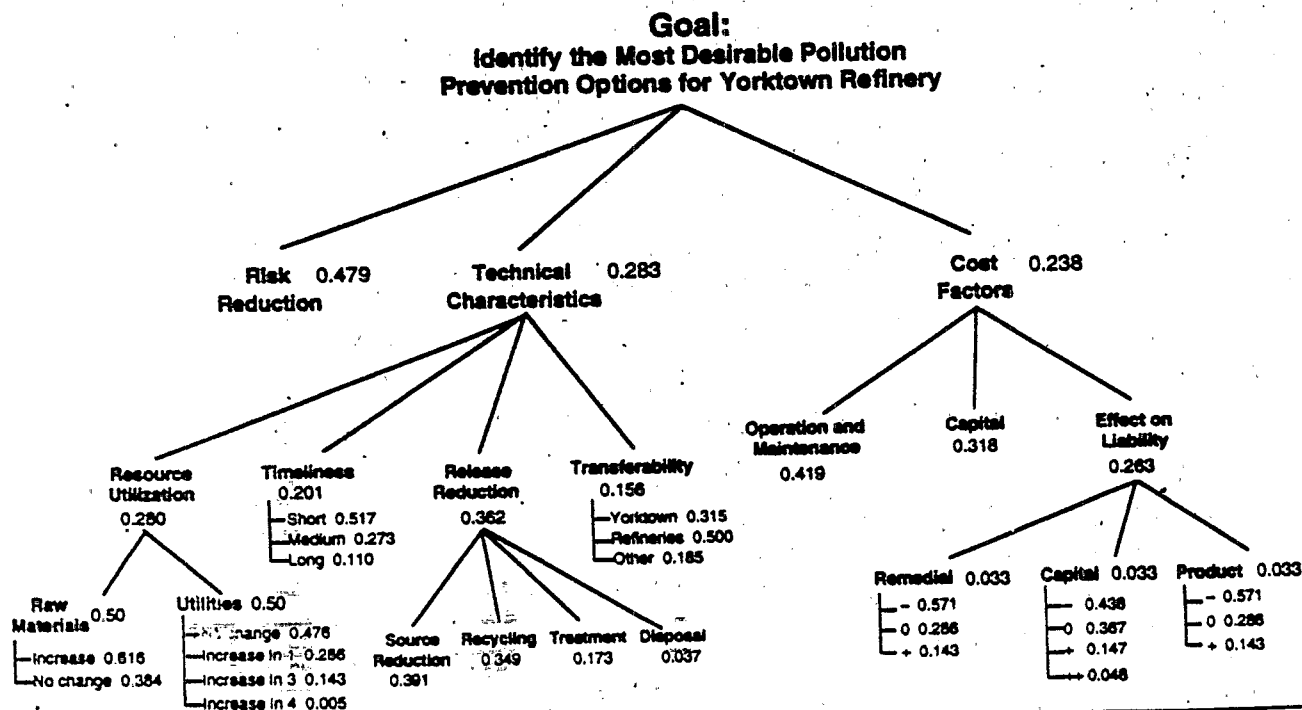 Goal:
Identify the Most Desirable Pollution
Prevention Options for Yorktown Refinery
Risk 0.479
Reduction
Technical 0.283
Characteristics
Cost 0.238
Factors
Resource
Utilization
0.280
Timeliness
0.201
Short 0.517
Medium 0.273
Long 0.110
Release
Reduction
0.362
Transferability
0.156
Yorktown 0.315
Refineries 0.500
Other 0.185
Operation and
Maintenance
0.419
Capital
0.318
Effect on
Liability
0.263
Raw
Materials 0.50
Increase 0.616
No change 0.384
Utilities 0.50
change 0.476
Increase in 1 0.286
Increase in 3 0.143
Increase in 4 0.005
Source
Reduction
0.391
Recycling
0.349
Treatment
0.173
Disposal
0.037
Remedial 0.033
- 0.571
0 0.286
+ 0.143
Capital 0.033
- 0.438
0 0.367
+ 0.147
++ 0.048
Product 0.033
- 0.571
0 0.286
+ 0.143